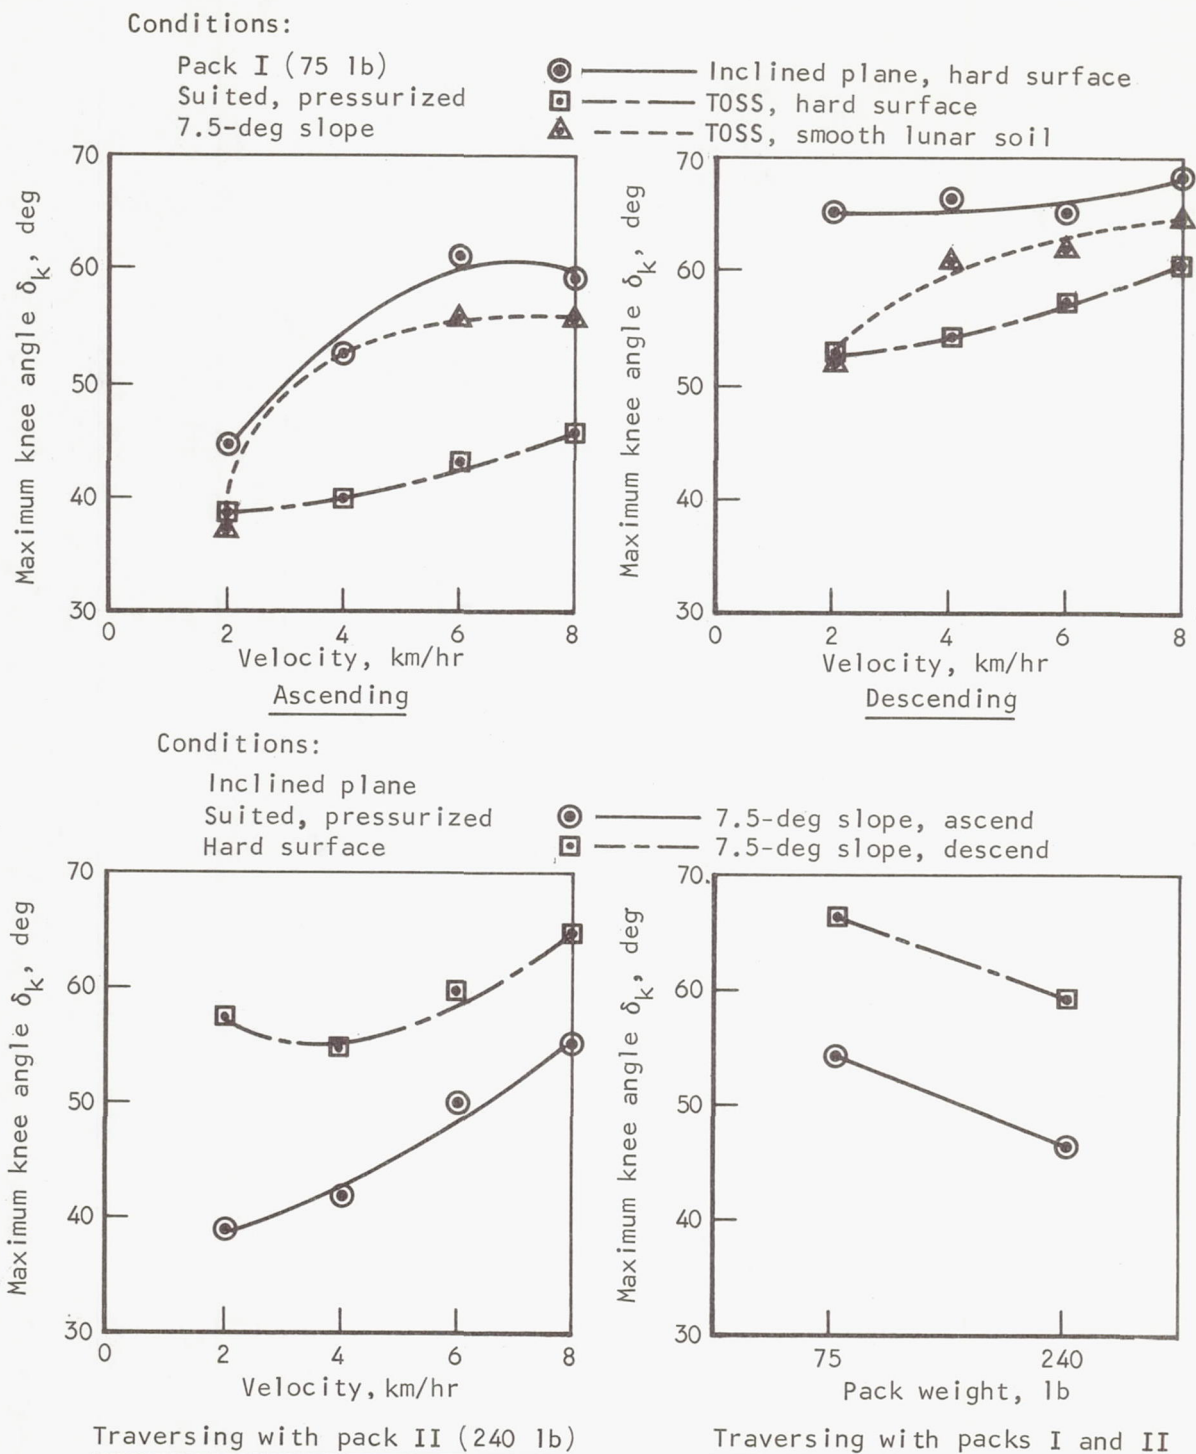 Conditions:
Pack I (75 lb)
Suited, pressurized
7.5-deg slope
Inclined plane, hard surface
TOSS, hard surface
TOSS, smooth lunar soil
Maximum knee angle δk, deg
70
60
50
40
30
0 2 4 6 8
Velocity, km/hr
Ascending
Maximum knee angle δk, deg
70
60
50
40
30
0 2 4 6 8
Velocity, km/hr
Descending
Conditions:
Inclined plane
Suited, pressurized
Hard surface
7.5-deg slope, ascend
7.5-deg slope, descend
Maximum knee angle δk, deg
70
60
50
40
30
0 2 4 6 8
Velocity, km/hr
Traversing with pack II (240 lb)
Maximum knee angle δk, deg
70
60
50
40
30
75 240
Pack weight, lb
Traversing with packs I and II